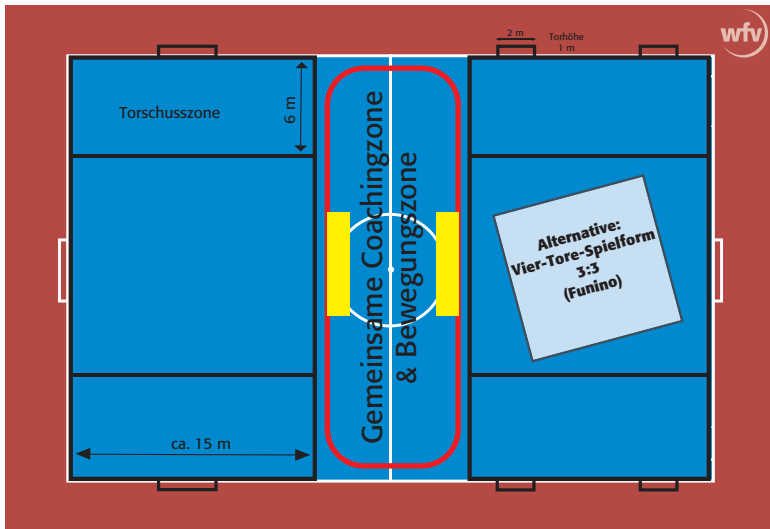 wfv
2 m
Torhöhe
1 m
Torschusszone
6 m
Gemeinsame Coachingzone
& Bewegungszone
Alternative:
Vier-Tore-Spielform
3:3
(Funino)
ca. 15 m